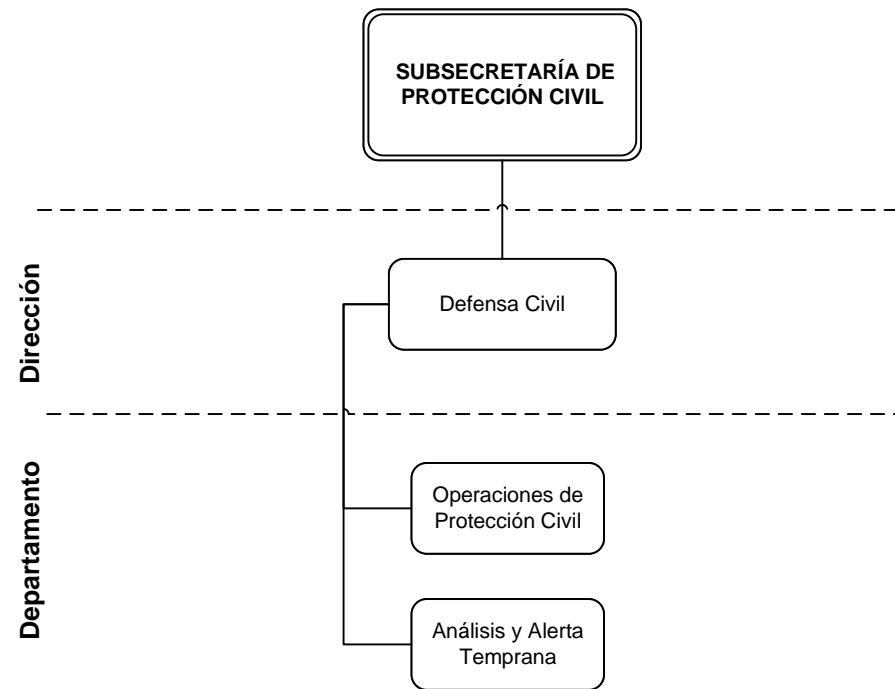 SUBSECRETARÍA DE
PROTECCIÓN CIVIL
Dirección
Defensa Civil
Departamento
Operaciones de
Protección Civil
Análisis y Alerta
Temprana